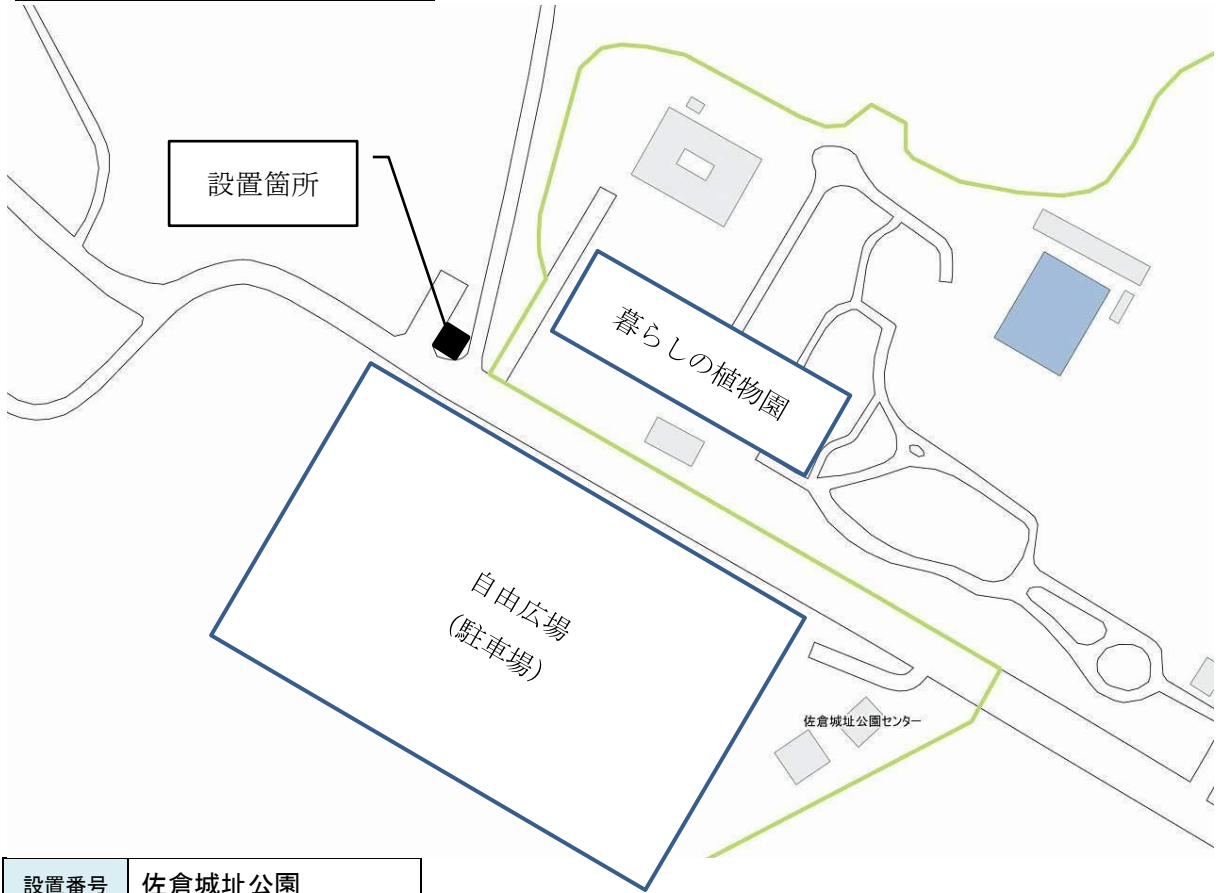 設置箇所
暮らしの植物園
自由広場
(駐車場)
佐倉城址公園センター
設置番号 佐倉城址公園